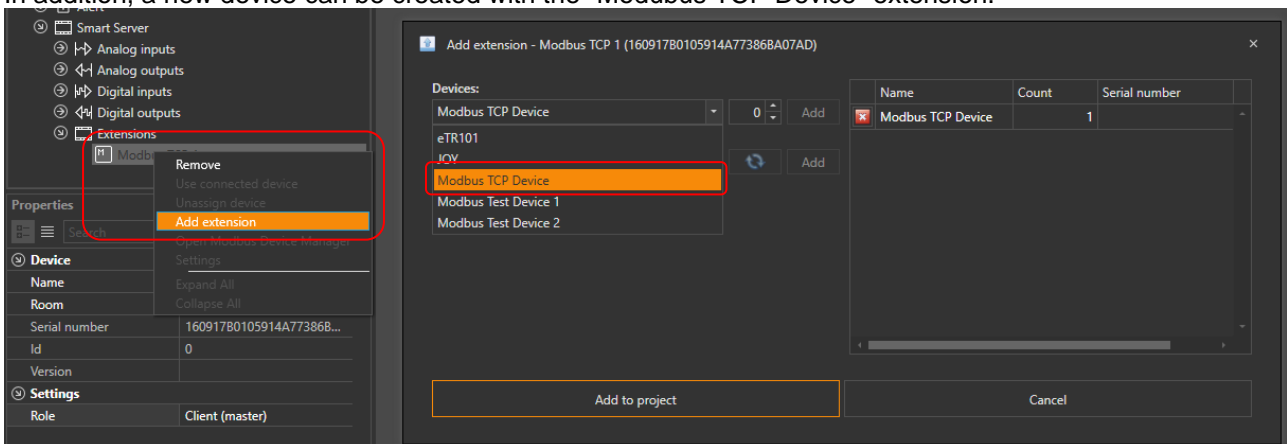 In addition, a new device can be created with the "Modubus TCP Device" extension.
Alert
Smart Server
Analog inputs
Analog outputs
Digital inputs
Digital outputs
Extensions
Remove
Use connected device
Unassign device
Add extension
Open Modbus Device Manager
Settings
Expand All
Collapse All
Properties
Search
Device
Name
Room
Serial number 160917B0105914A77386B...
Id 0
Version
Settings
Role Client (master)
Add extension - Modbus TCP 1 (160917B0105914A77386BA07AD)
Devices:
Modbus TCP Device 0 Add
eTR101
JOY Add
Modbus TCP Device
Modbus Test Device 1
Modbus Test Device 2
Name Count Serial number
Modbus TCP Device 1
Add to project
Cancel